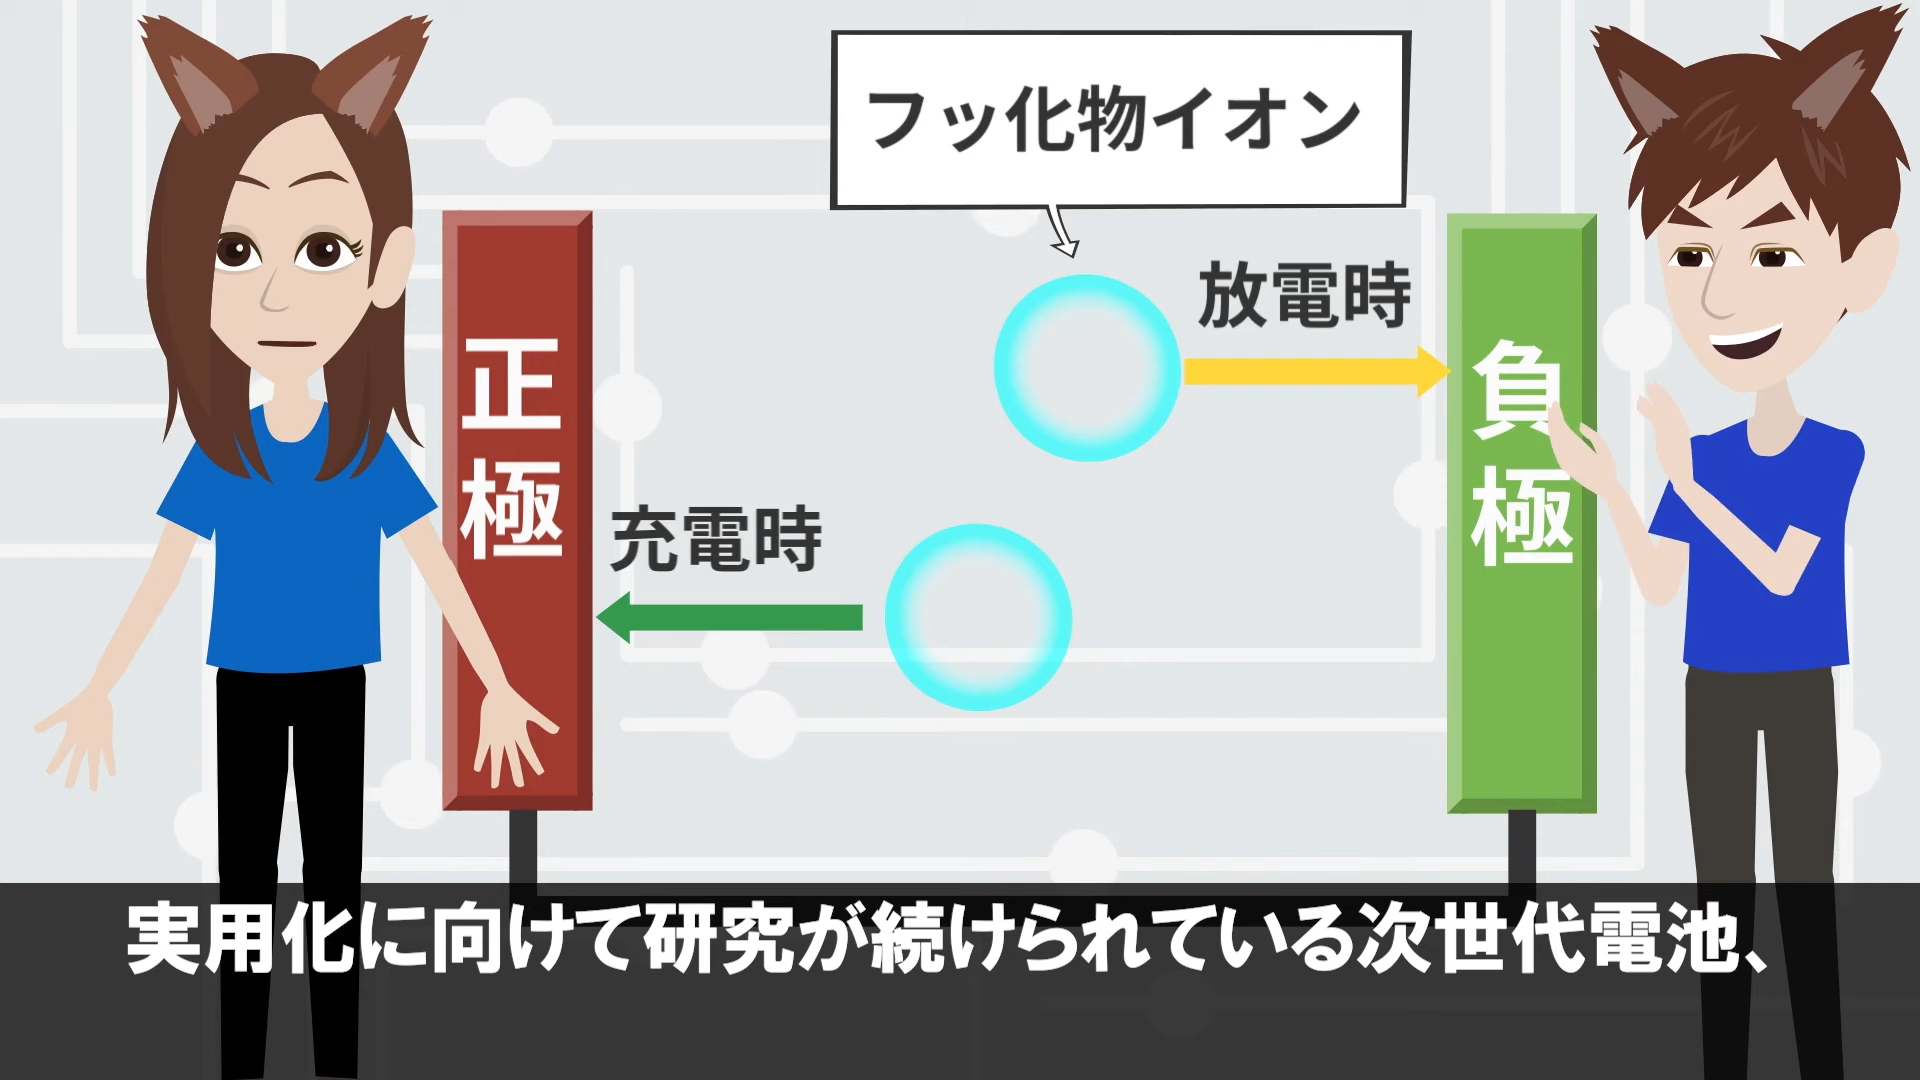 フッ化物イオン
放電時
正極
負極
充電時
実用化に向けて研究が続けられている次世代電池、